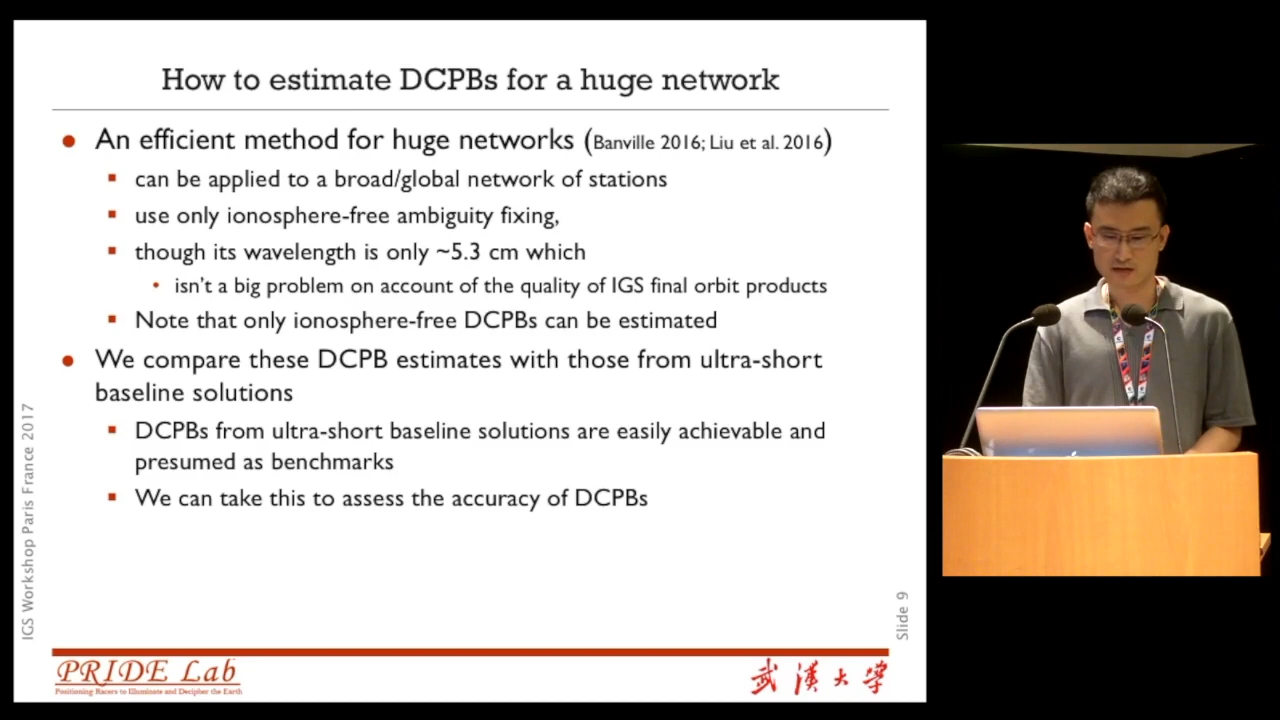 How to estimate DCPBs for a huge network
An efficient method for huge networks (Banville 2016; Liu et al. 2016)
can be applied to a broad/global network of stations
use only ionosphere-free ambiguity fixing,
though its wavelength is only ~5.3 cm which
isn't a big problem on account of the quality of IGS final orbit products
Note that only ionosphere-free DCPBs can be estimated
We compare these DCPB estimates with those from ultra-short
baseline solutions
DCPBs from ultra-short baseline solutions are easily achievable and
presumed as benchmarks
We can take this to assess the accuracy of DCPBs
IGS Workshop Paris France 2017
Slide 9
PRIDE Lab
Positioning Racers to Illuminate and Decipher the Earth
武漢大学